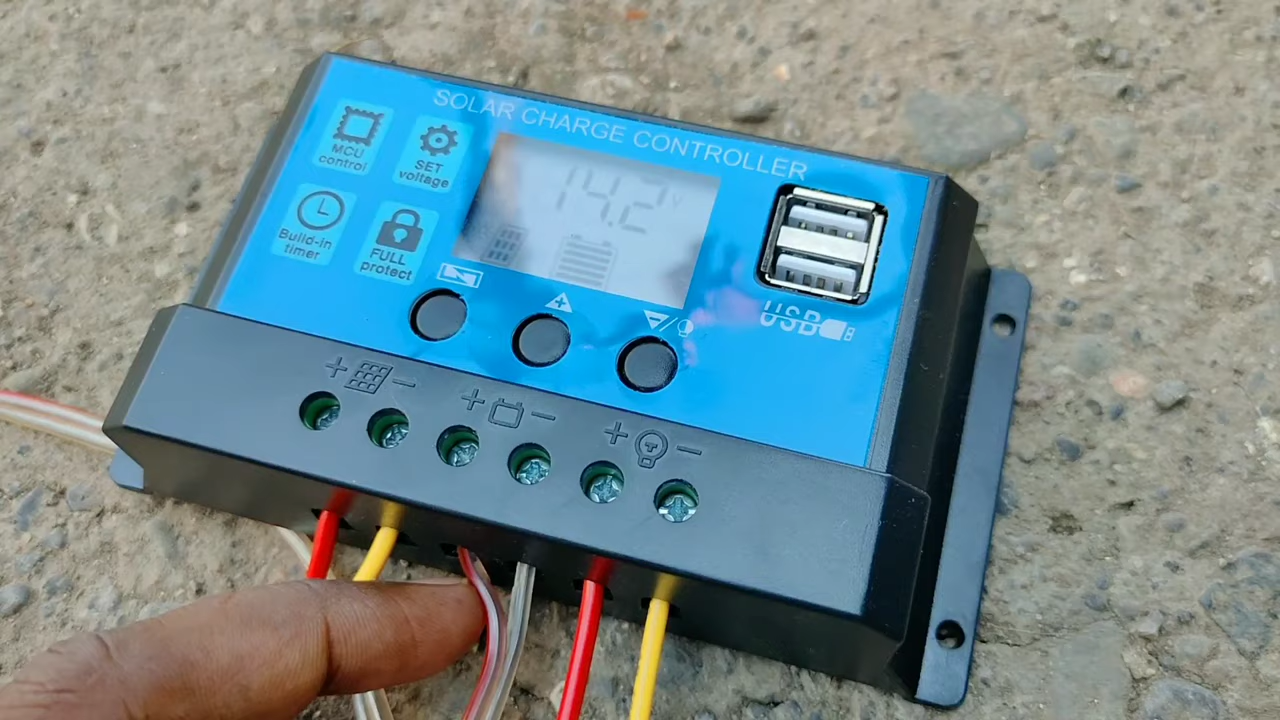 SOLAR CHARGE CONTROLLER
MCU
control
SET
voltage
Build-in
timer
FULL
protect
14.2 V
USB